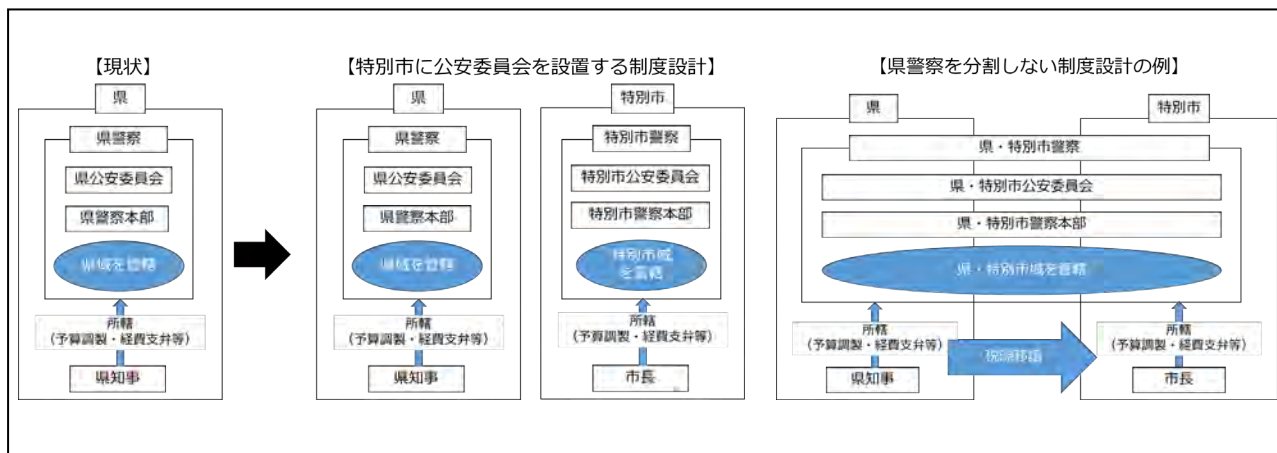 【現状】
県
県警察
県公安委員会
県警察本部
県域を管轄
所轄
（予算調製・経費支弁等）
県知事
【特別市に公安委員会を設置する制度設計】
県
県警察
県公安委員会
県警察本部
県域を管轄
所轄
（予算調製・経費支弁等）
県知事
特別市
特別市警察
特別市公安委員会
特別市警察本部
特別市域
を管轄
所轄
（予算調製・経費支弁等）
市長
【県警察を分割しない制度設計の例】
県
特別市
県・特別市警察
県・特別市公安委員会
県・特別市警察本部
県・特別市域を管轄
所轄
（予算調製・経費支弁等）
県知事
税源移譲
所轄
（予算調製・経費支弁等）
市長